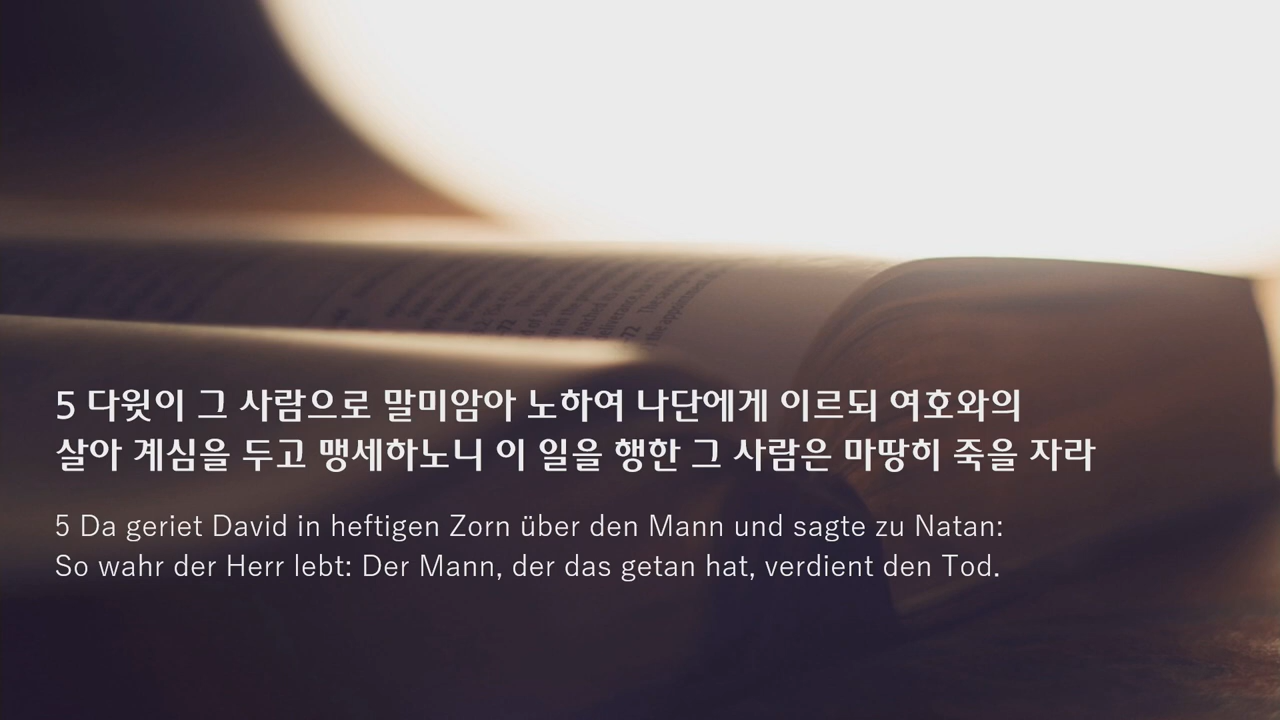 5 다윗이 그 사람으로 말미암아 노하여 나단에게 이르되 여호와의
살아 계심을 두고 맹세하노니 이 일을 행한 그 사람은 마땅히 죽을 자라
5 Da geriet David in heftigen Zorn über den Mann und sagte zu Natan:
So wahr der Herr lebt: Der Mann, der das getan hat, verdient den Tod.